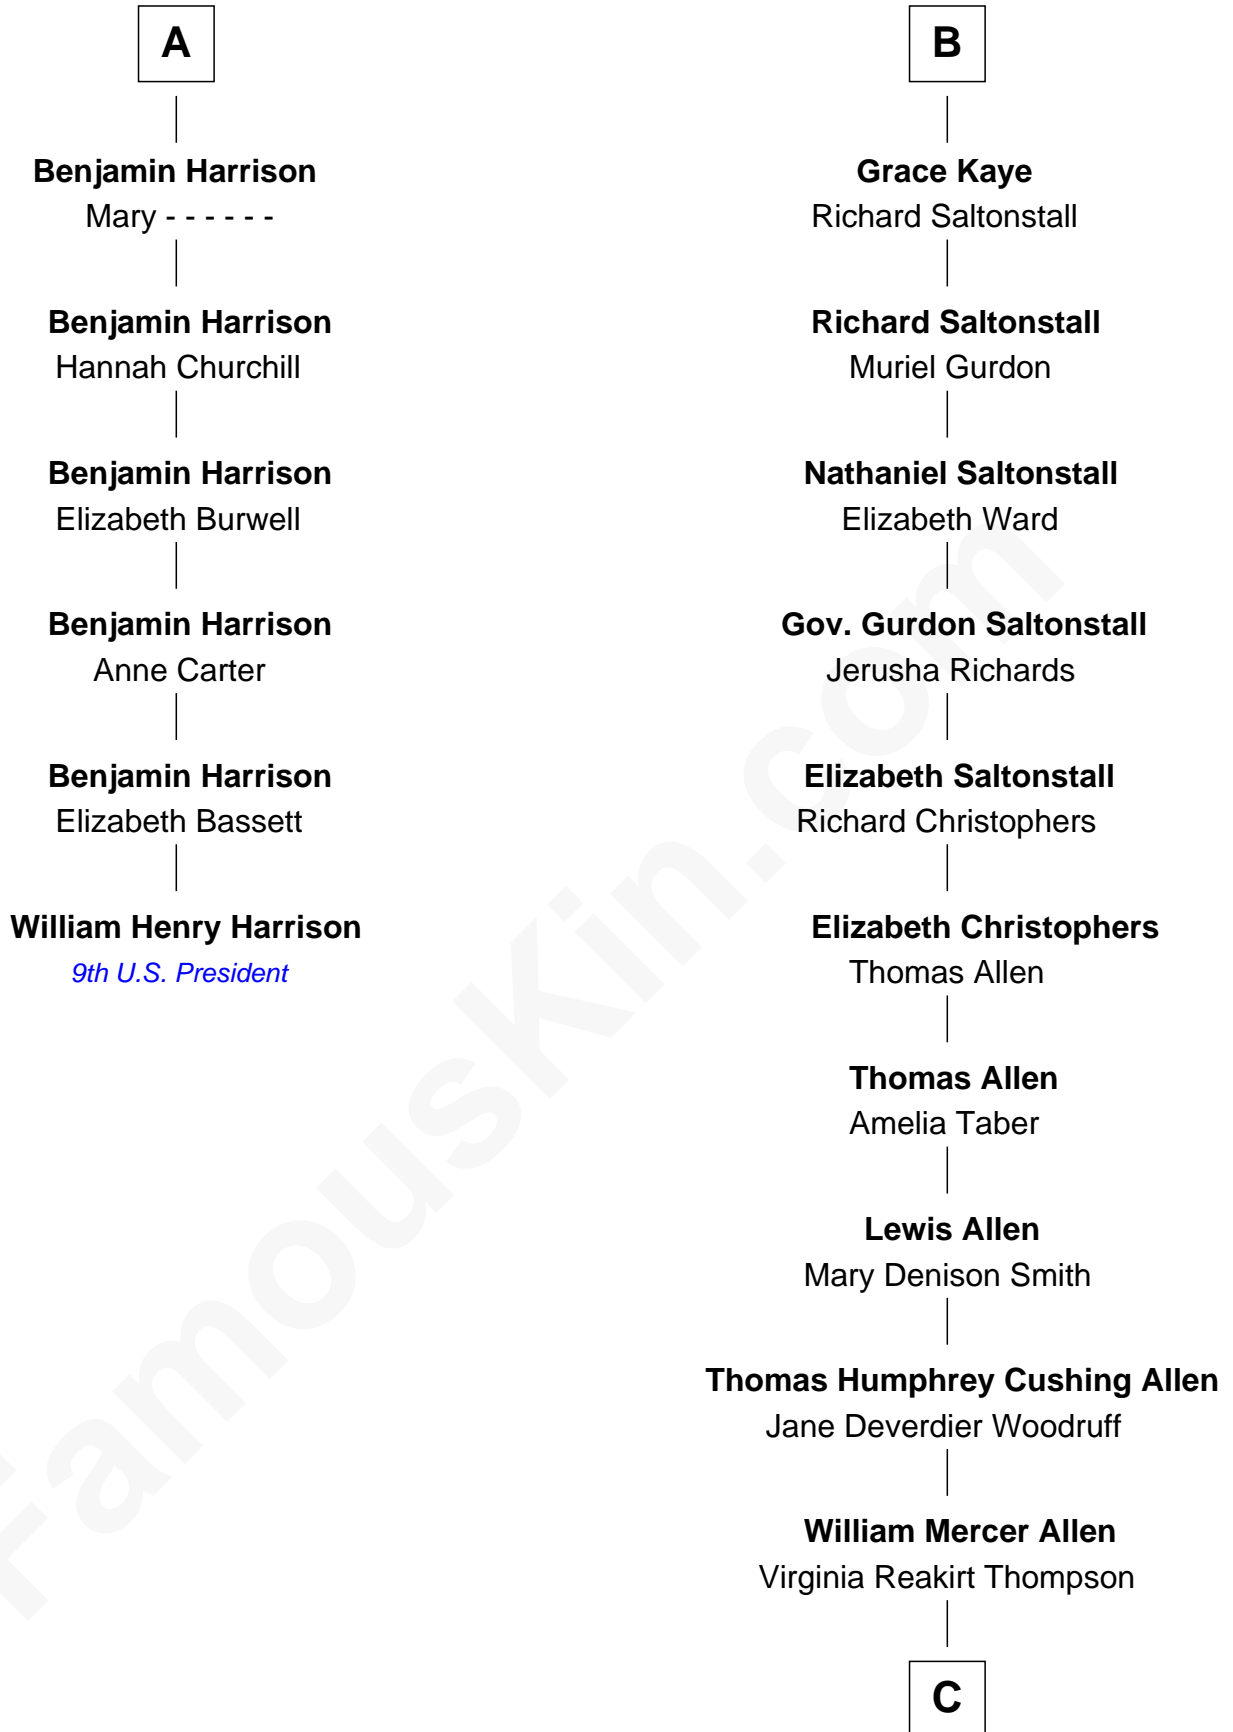 A
Benjamin Harrison
Mary - - - - - -
Benjamin Harrison
Hannah Churchill
Benjamin Harrison
Elizabeth Burwell
Benjamin Harrison
Anne Carter
Benjamin Harrison
Elizabeth Bassett
William Henry Harrison
9th U.S. President
B
Grace Kaye
Richard Saltonstall
Richard Saltonstall
Muriel Gurdon
Nathaniel Saltonstall
Elizabeth Ward
Gov. Gurdon Saltonstall
Jerusha Richards
Elizabeth Saltonstall
Richard Christophers
Elizabeth Christophers
Thomas Allen
Thomas Allen
Amelia Taber
Lewis Allen
Mary Denison Smith
Thomas Humphrey Cushing Allen
Jane Deverdier Woodruff
William Mercer Allen
Virginia Reakirt Thompson
C
FamousKin.com